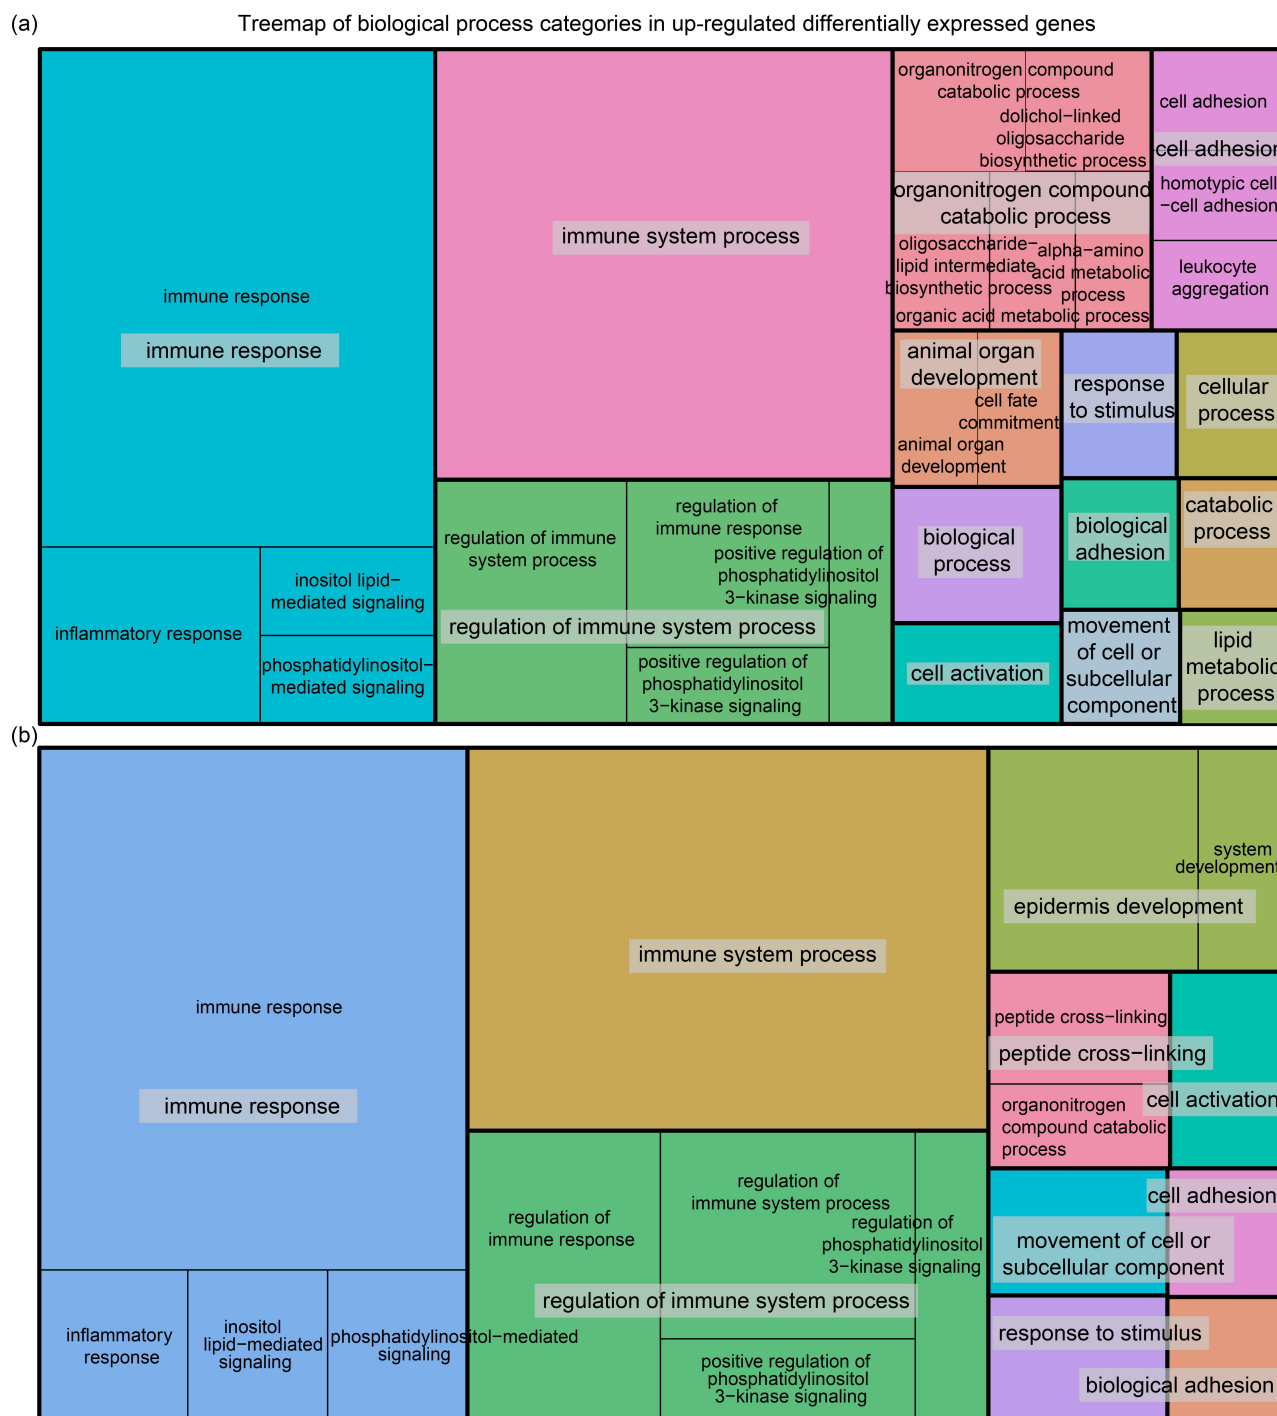 (a)
Treemap of biological process categories in up-regulated differentially expressed genes
immune response
immune response
inflammatory response
inositol lipid−
mediated signaling
phosphatidylinositol−
mediated signaling
immune system process
regulation of immune
system process
regulation of
immune response
positive regulation of
phosphatidylinositol
3−kinase signaling
regulation of immune system process
positive regulation of
phosphatidylinositol
3−kinase signaling
organonitrogen compound
catabolic process
dolichol−linked
oligosaccharide
biosynthetic process
organonitrogen compound
catabolic process
oligosaccharide−
lipid intermediate
biosynthetic process
alpha−amino
acid metabolic
process
organic acid metabolic process
cell adhesion
cell adhesion
homotypic cell
−cell adhesion
leukocyte
aggregation
animal organ
development
cell fate
commitment
animal organ
development
response
to stimulus
cellular
process
biological
process
biological
adhesion
catabolic
process
cell activation
movement
of cell or
subcellular
component
lipid
metabolic
process
(b)
immune response
immune response
inflammatory
response
inositol
lipid−mediated
signaling
phosphatidylinositol−mediated
signaling
immune system process
regulation of
immune response
regulation of
immune system process
regulation of
phosphatidylinositol
3−kinase signaling
regulation of immune system process
positive regulation of
phosphatidylinositol
3−kinase signaling
system
development
epidermis development
peptide cross−linking
peptide cross−linking
organonitrogen
compound catabolic
process
cell activation
cell adhesion
movement of cell or
subcellular component
response to stimulus
biological adhesion